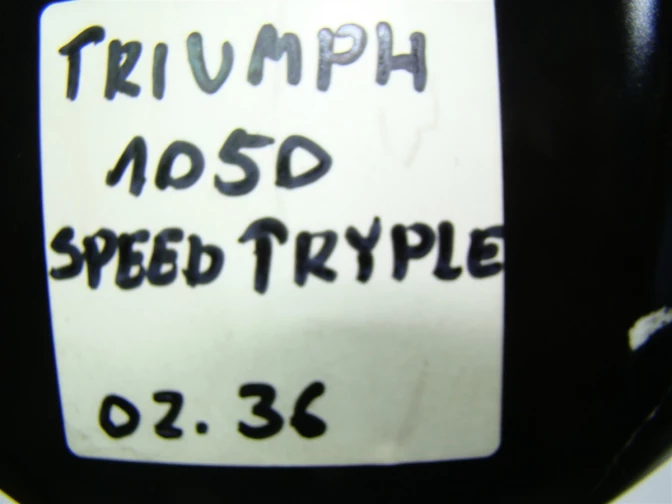 TRIUMPH
1050
SPEED TRYPLE
02.36